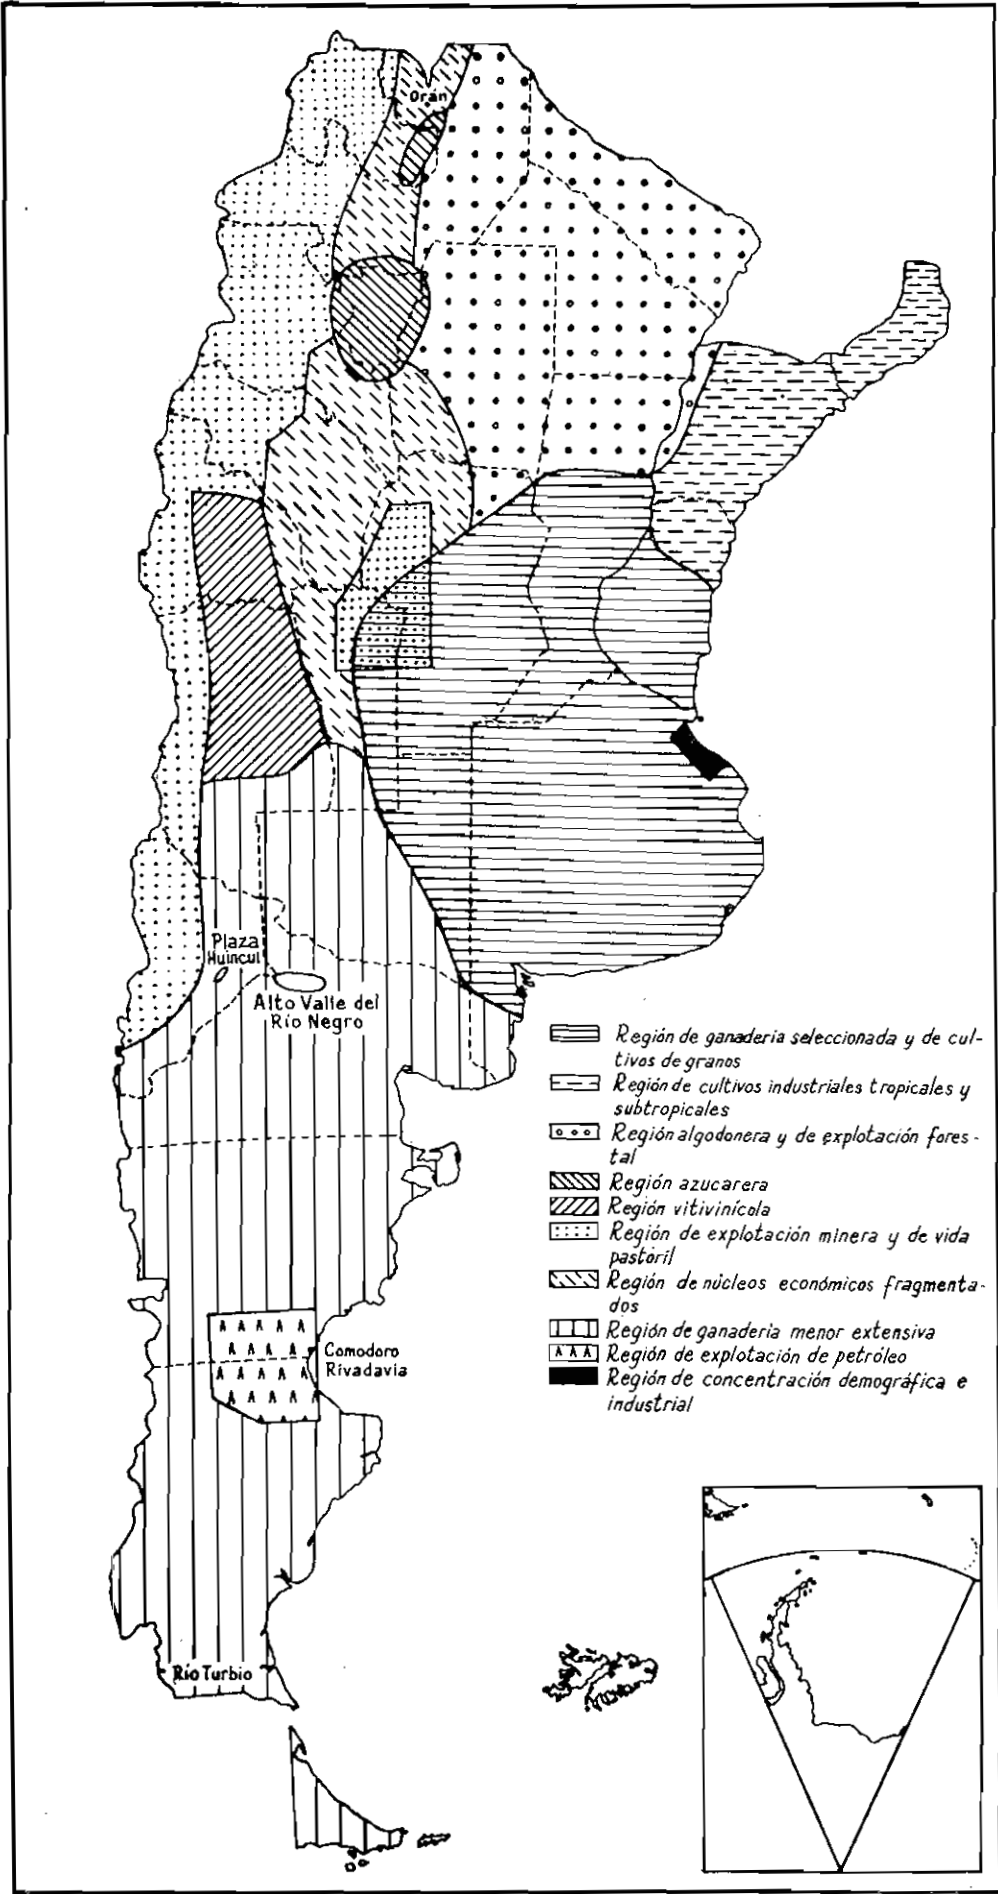 Orán
Plaza
Huincul
Alto Valle del
Río Negro
Región de ganadería seleccionada y de cul-
tivos de granos
Región de cultivos industriales tropicales y
subtropicales
Región algodonera y de explotación fores-
tal
Región azucarera
Región vitivinícola
Región de explotación minera y de vida
pastoril
Región de núcleos económicos fragmenta-
dos
Región de ganadería menor extensiva
Región de explotación de petróleo
Región de concentración demográfica e
industrial
Comodoro
Rivadavia
Río Turbio